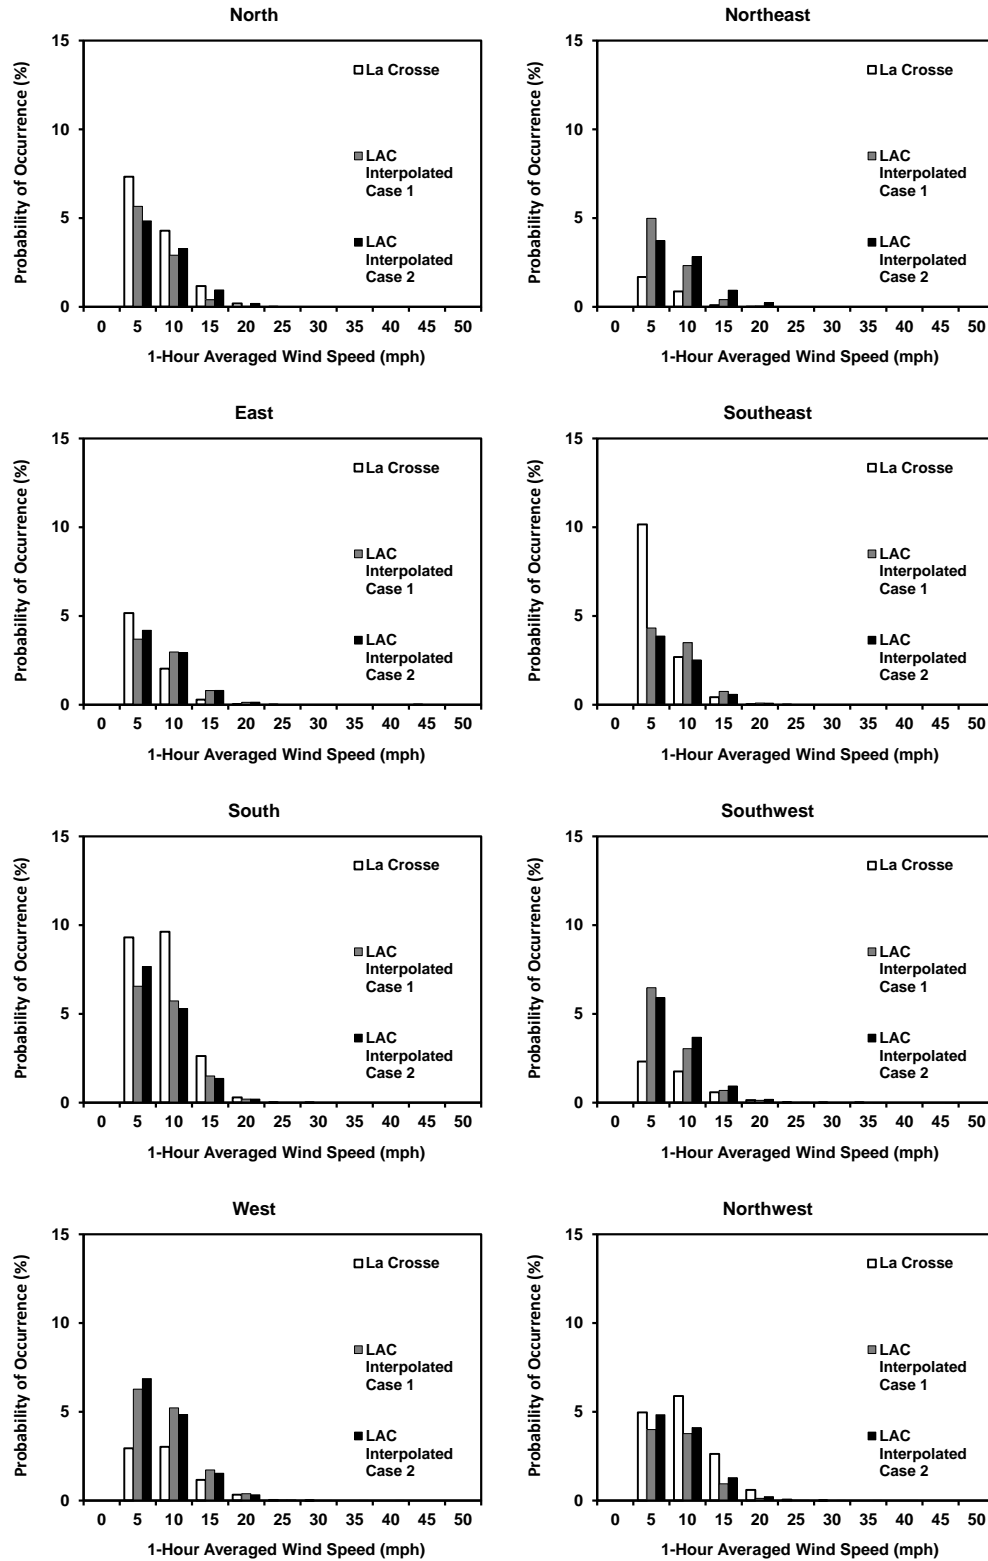 North
Probability of Occurrence (%)
15
10
5
0
La Crosse
LAC
Interpolated
Case 1
LAC
Interpolated
Case 2
0 5 10 15 20 25 30 35 40 45 50
1-Hour Averaged Wind Speed (mph)
Northeast
Probability of Occurrence (%)
15
10
5
0
La Crosse
LAC
Interpolated
Case 1
LAC
Interpolated
Case 2
0 5 10 15 20 25 30 35 40 45 50
1-Hour Averaged Wind Speed (mph)
East
Probability of Occurrence (%)
15
10
5
0
La Crosse
LAC
Interpolated
Case 1
LAC
Interpolated
Case 2
0 5 10 15 20 25 30 35 40 45 50
1-Hour Averaged Wind Speed (mph)
Southeast
Probability of Occurrence (%)
15
10
5
0
La Crosse
LAC
Interpolated
Case 1
LAC
Interpolated
Case 2
0 5 10 15 20 25 30 35 40 45 50
1-Hour Averaged Wind Speed (mph)
South
Probability of Occurrence (%)
15
10
5
0
La Crosse
LAC
Interpolated
Case 1
LAC
Interpolated
Case 2
0 5 10 15 20 25 30 35 40 45 50
1-Hour Averaged Wind Speed (mph)
Southwest
Probability of Occurrence (%)
15
10
5
0
La Crosse
LAC
Interpolated
Case 1
LAC
Interpolated
Case 2
0 5 10 15 20 25 30 35 40 45 50
1-Hour Averaged Wind Speed (mph)
West
Probability of Occurrence (%)
15
10
5
0
La Crosse
LAC
Interpolated
Case 1
LAC
Interpolated
Case 2
0 5 10 15 20 25 30 35 40 45 50
1-Hour Averaged Wind Speed (mph)
Northwest
Probability of Occurrence (%)
15
10
5
0
La Crosse
LAC
Interpolated
Case 1
LAC
Interpolated
Case 2
0 5 10 15 20 25 30 35 40 45 50
1-Hour Averaged Wind Speed (mph)